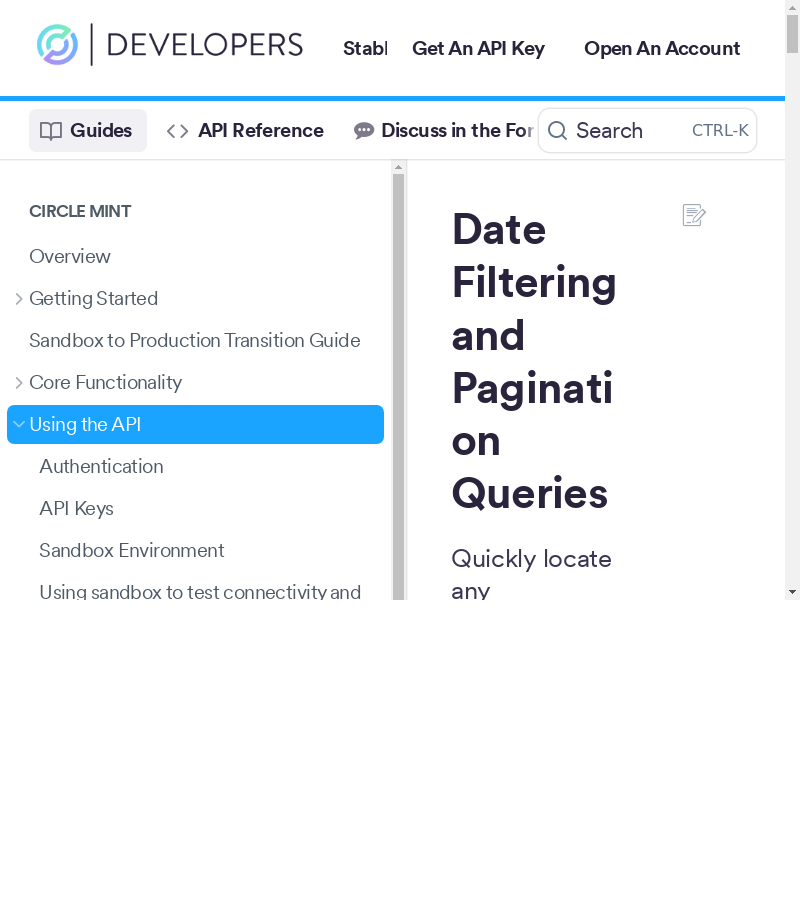 DEVELOPERS
Stabl Get An API Key Open An Account
Guides API Reference Discuss in the For Search CTRL-K
CIRCLE MINT
Overview
Getting Started
Sandbox to Production Transition Guide
Core Functionality
Using the API
Authentication
API Keys
Sandbox Environment
Using sandbox to test connectivity and
Date
Filtering
and
Paginati
on
Queries
Quickly locate
any